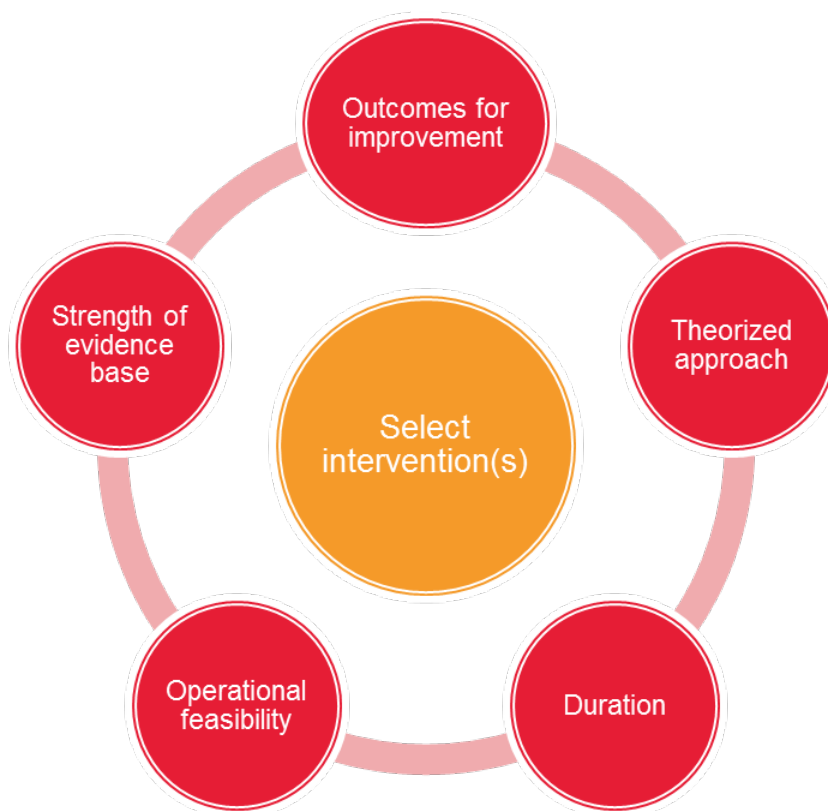 Outcomes for
improvement
Theorized
approach
Duration
Operational
feasibility
Strength of
evidence
base
Select
intervention(s)